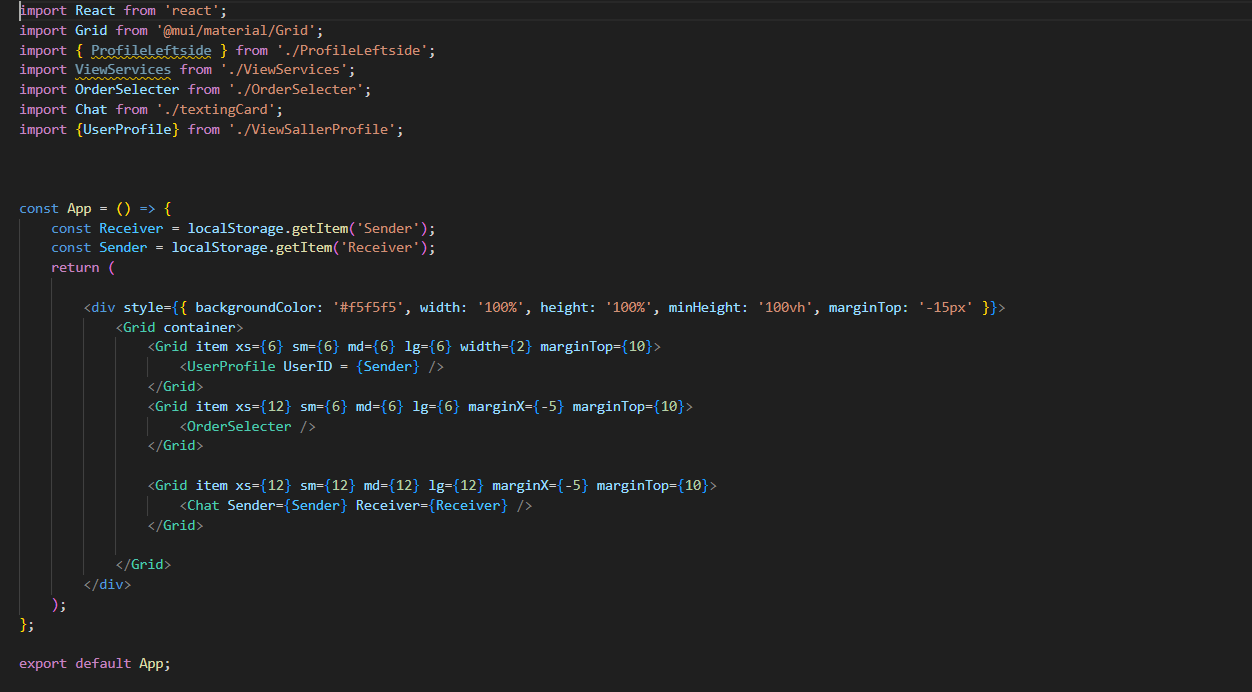 import React from 'react';
import Grid from '@mui/material/Grid';
import { ProfileLeftside } from './ProfileLeftside';
import ViewServices from './ViewServices';
import OrderSelecter from './OrderSelecter';
import Chat from './textingCard';
import {UserProfile} from './ViewSallerProfile';
const App = () => {
    const Receiver = localStorage.getItem('Sender');
    const Sender = localStorage.getItem('Receiver');
    return (
        <div style={{ backgroundColor: '#f5f5f5', width: '100%', height: '100%', minHeight: '100vh', marginTop: '-15px' }}>
            <Grid container>
                <Grid item xs={6} sm={6} md={6} lg={6} width={2} marginTop={10}>
                    <UserProfile UserID = {Sender} />
                </Grid>
                <Grid item xs={12} sm={6} md={6} lg={6} marginX={-5} marginTop={10}>
                    <OrderSelecter />
                </Grid>
                <Grid item xs={12} sm={12} md={12} lg={12} marginX={-5} marginTop={10}>
                    <Chat Sender={Sender} Receiver={Receiver} />
                </Grid>
            </Grid>
        </div>
    );
};
export default App;